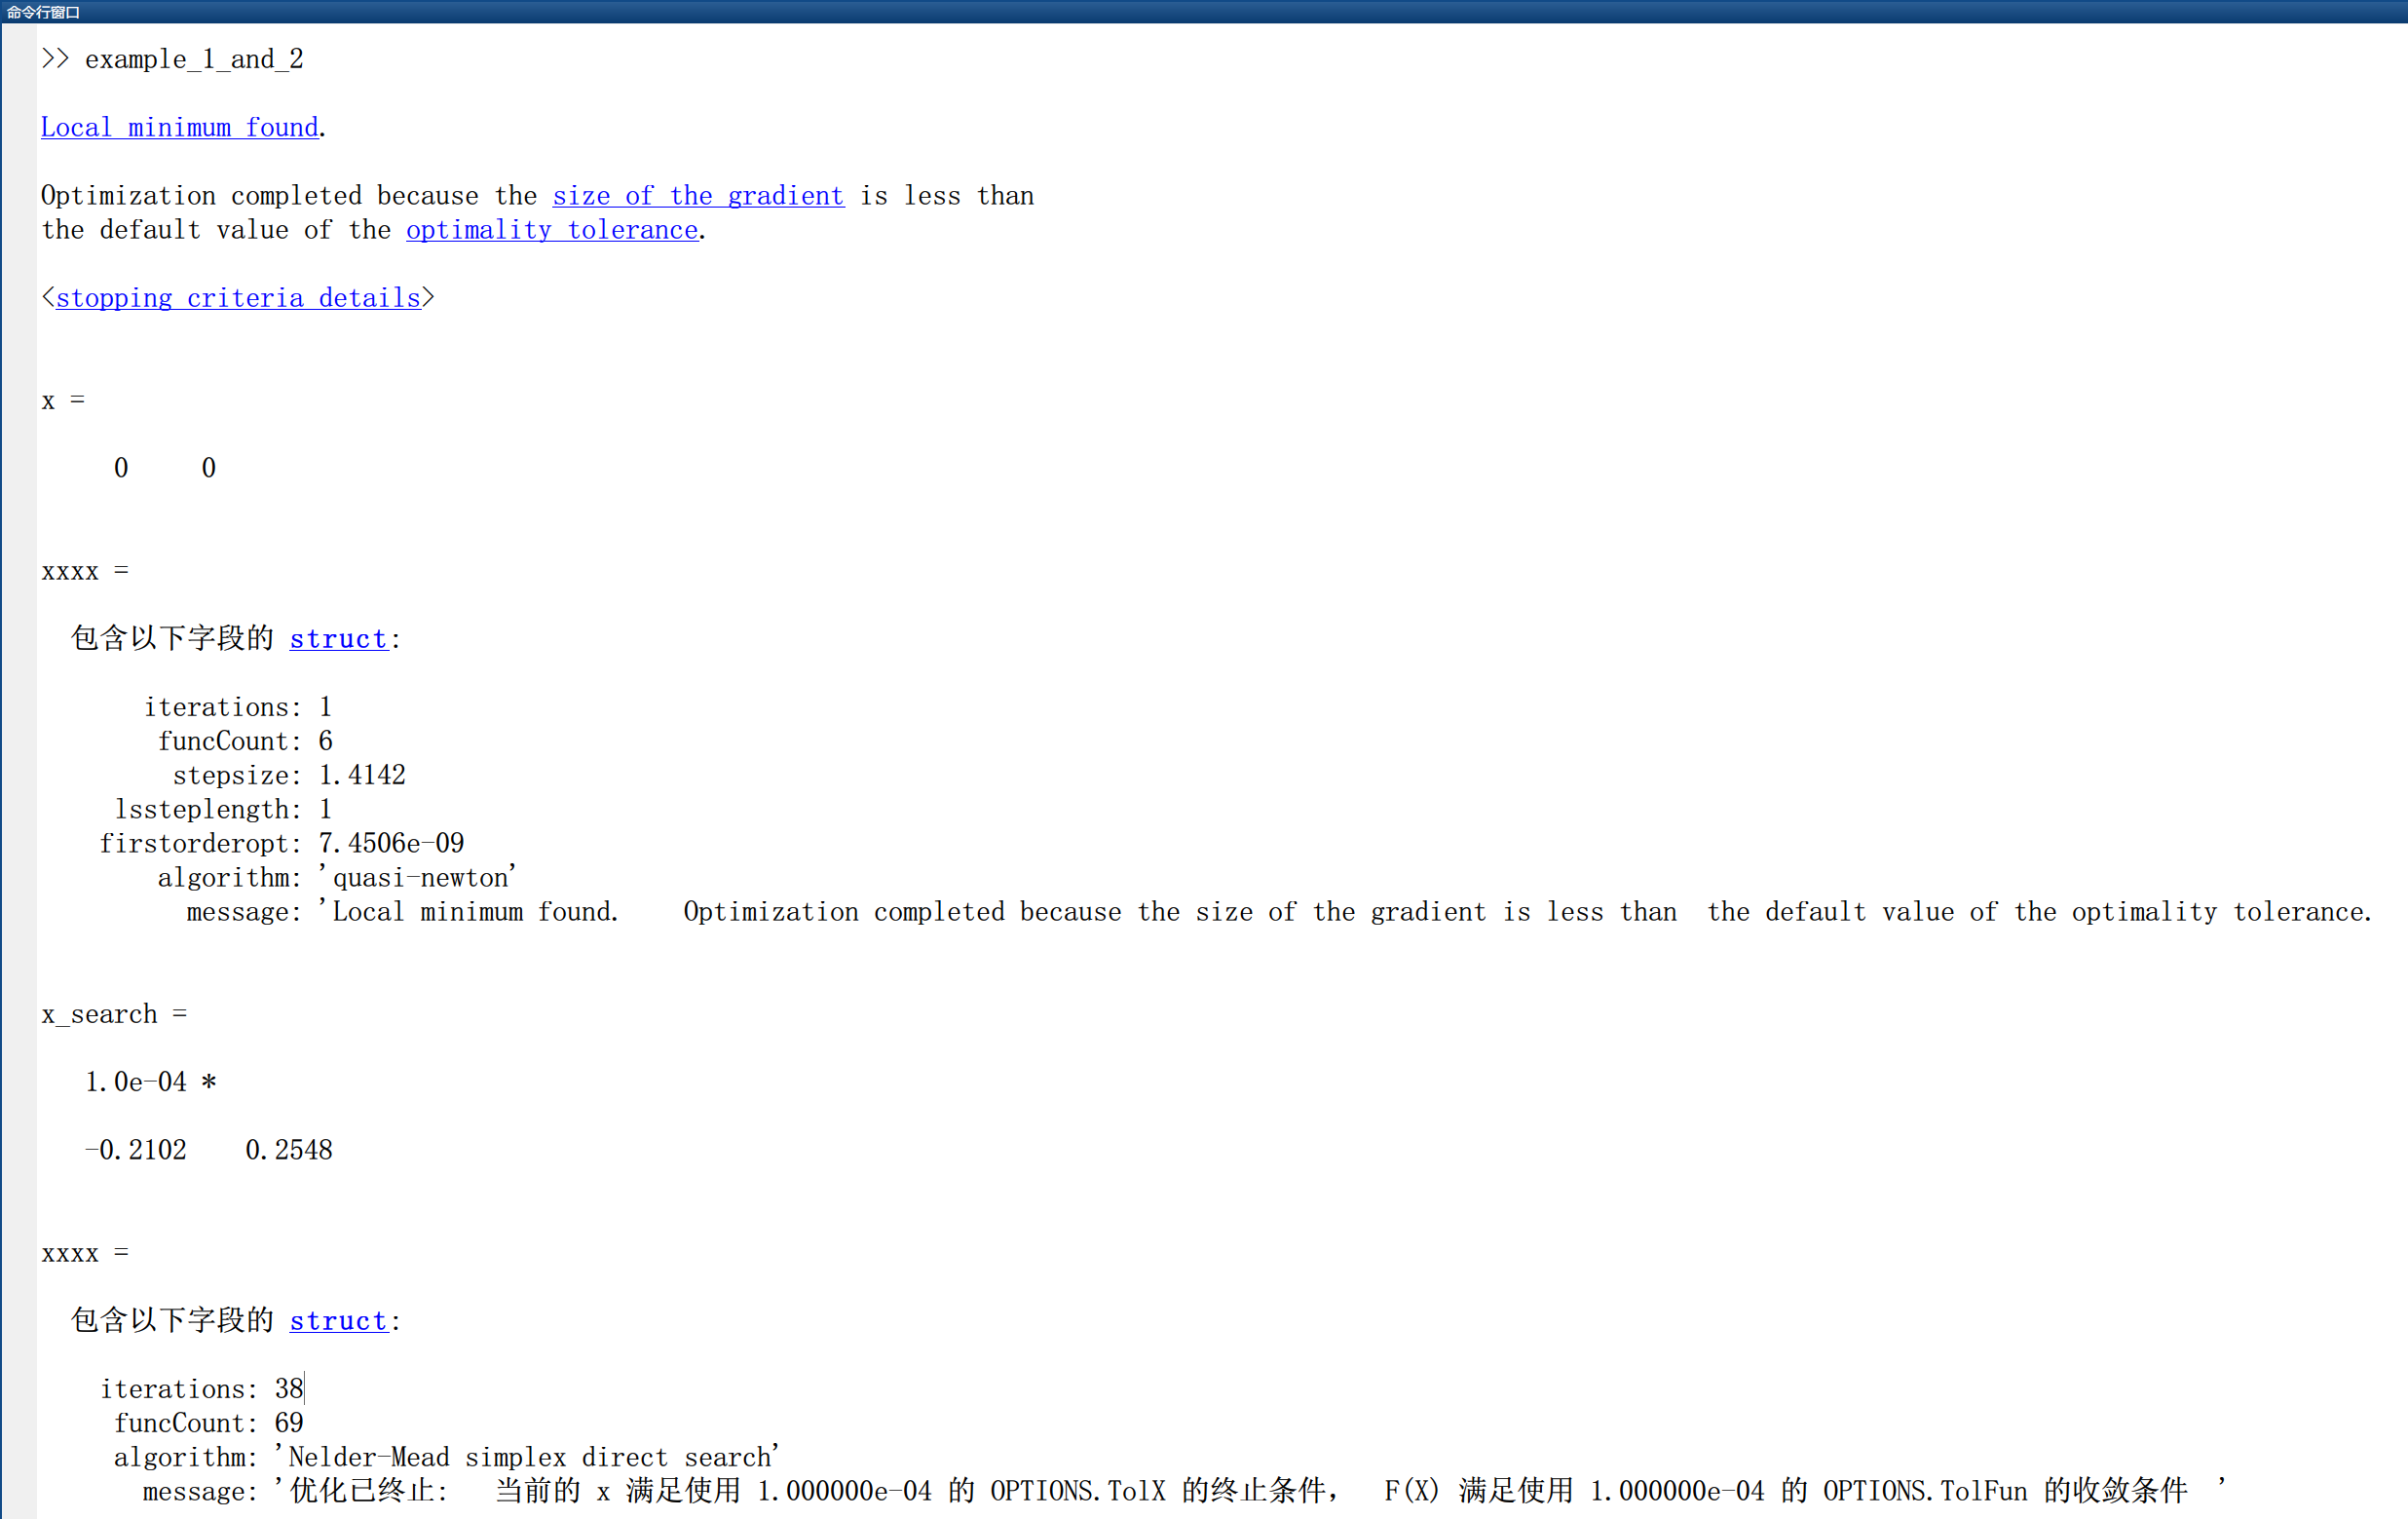 命令行窗口
>> example_1_and_2
Local minimum found.
Optimization completed because the size of the gradient is less than
the default value of the optimality tolerance.
<stopping criteria details>
x =
0     0
xxxx =
包含以下字段的 struct:
iterations: 1
funcCount: 6
stepsize: 1.4142
lssteplength: 1
firstorderopt: 7.4506e-09
algorithm: 'quasi-newton'
message: 'Local minimum found.    Optimization completed because the size of the gradient is less than  the default value of the optimality tolerance.
x_search =
1.0e-04 *
-0.2102    0.2548
xxxx =
包含以下字段的 struct:
iterations: 38
funcCount: 69
algorithm: 'Nelder-Mead simplex direct search'
message: '优化已终止:   当前的 x 满足使用 1.000000e-04 的 OPTIONS.TolX 的终止条件，  F(X) 满足使用 1.000000e-04 的 OPTIONS.TolFun 的收敛条件  '